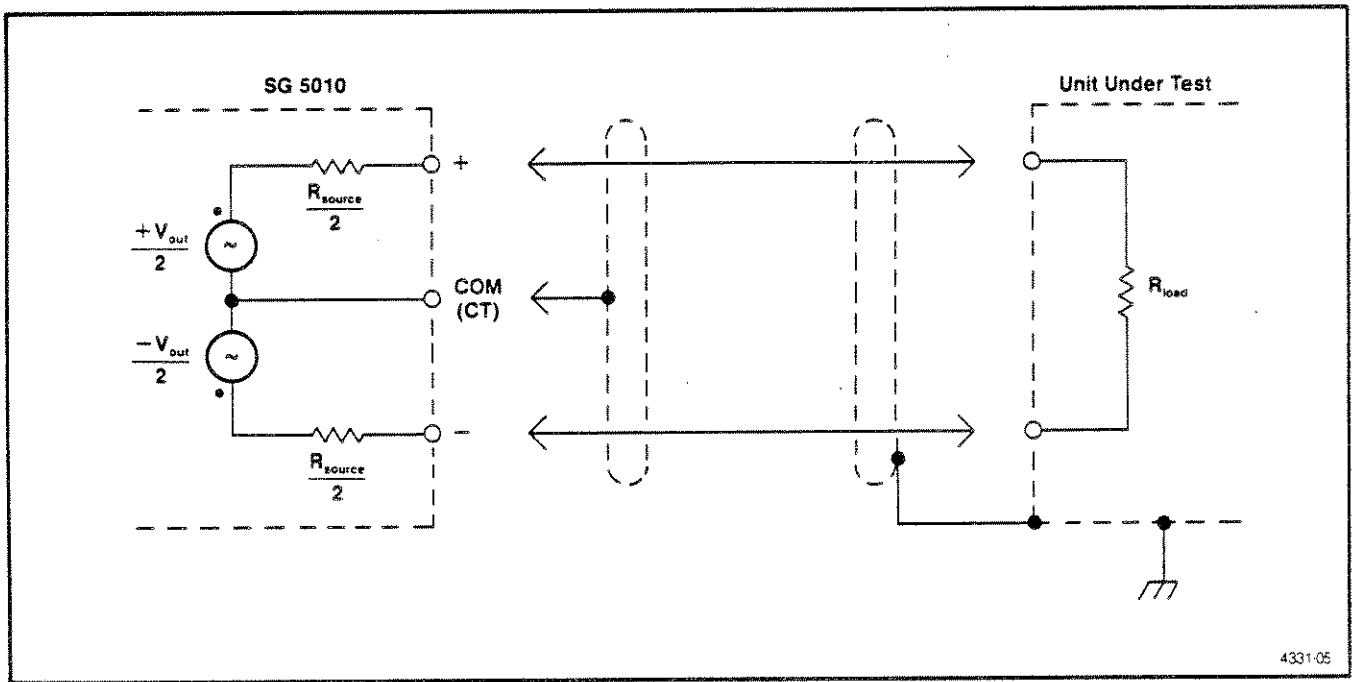 SG 5010
Unit Under Test
+
R_source
2
+ V_out
2
~
COM
(CT)
R_load
- V_out
2
~
-
R_source
2
4331-05